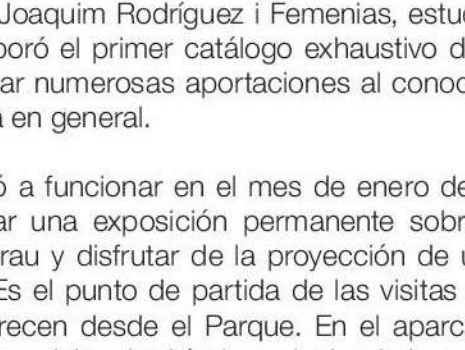 Joaquim Rodríguez i Femenias, estu
boró el primer catálogo exhaustivo d
ar numerosas aportaciones al conoc
a en general.
ó a funcionar en el mes de enero de
ar una exposición permanente sobr
rau y disfrutar de la proyección de u
Es el punto de partida de las visitas
recen desde el Parque. En el aparc